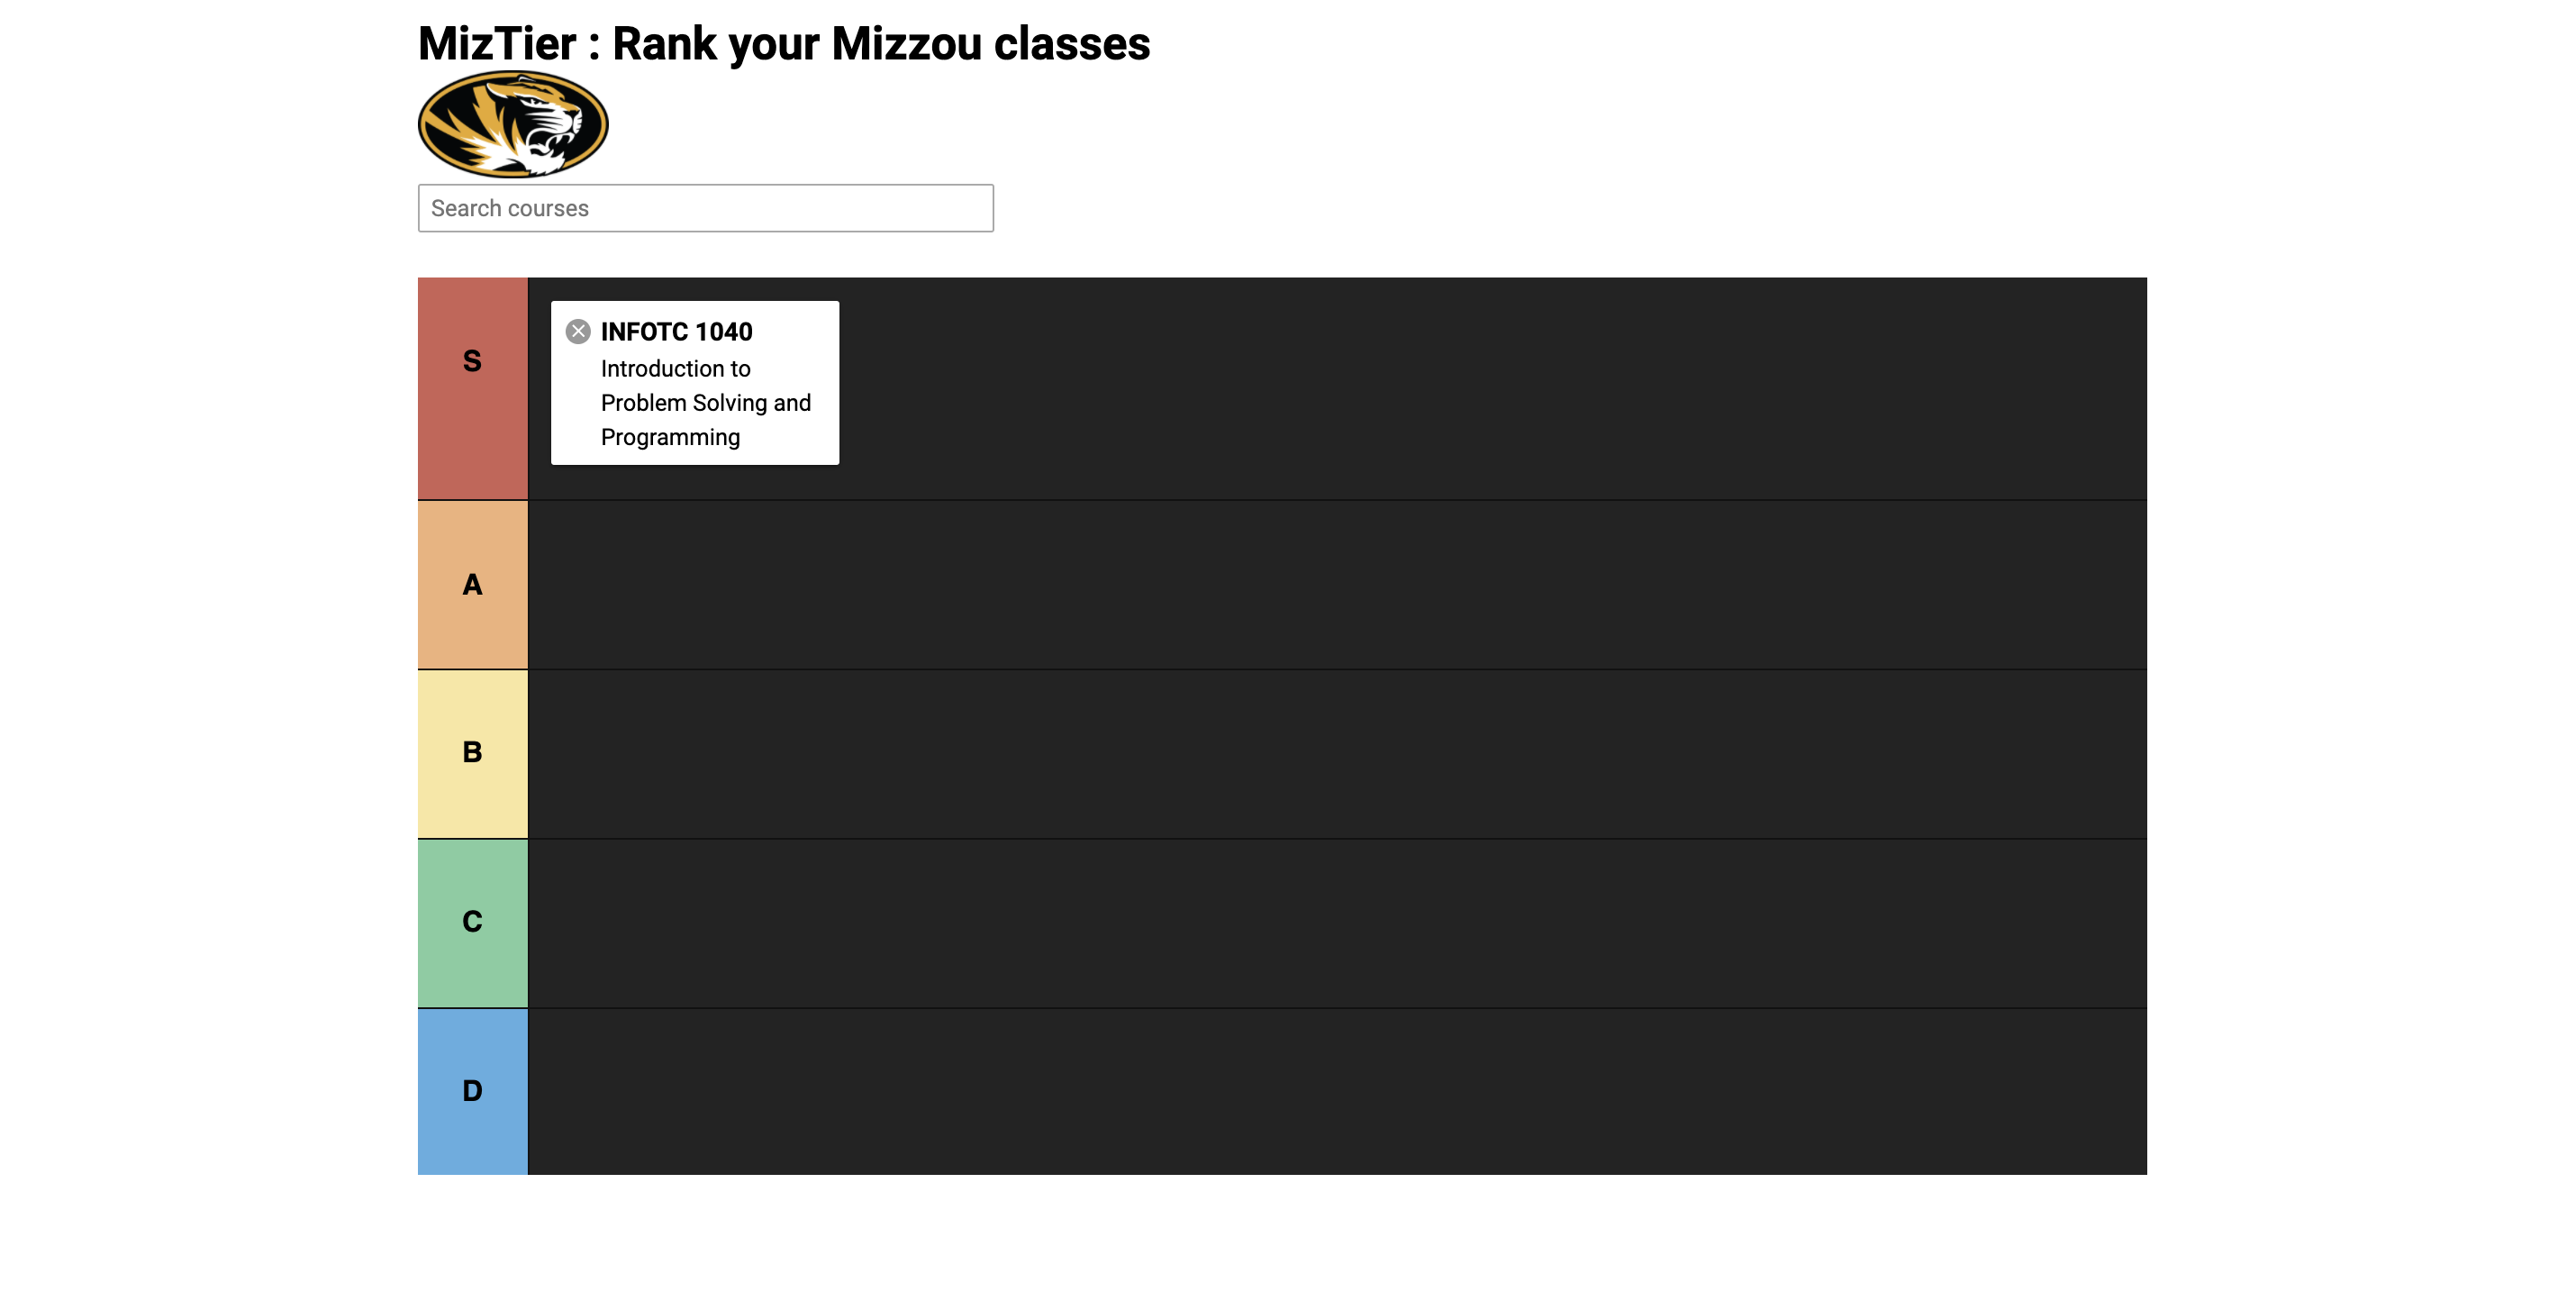 MizTier : Rank your Mizzou classes
Search courses
S
INFOTC 1040
Introduction to
Problem Solving and
Programming
A
B
C
D